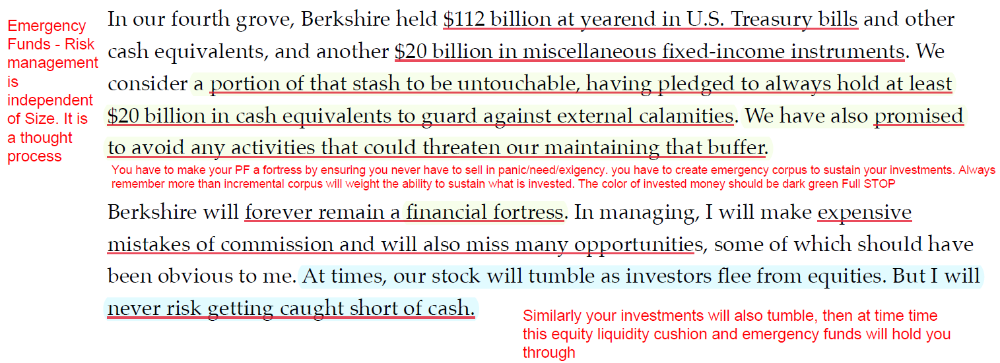 Emergency
Funds - Risk
management
is
independent
of Size. It is
a thought
process
In our fourth grove, Berkshire held $112 billion at yearend in U.S. Treasury bills and other
cash equivalents, and another $20 billion in miscellaneous fixed-income instruments. We
consider a portion of that stash to be untouchable, having pledged to always hold at least
$20 billion in cash equivalents to guard against external calamities. We have also promised
to avoid any activities that could threaten our maintaining that buffer.
You have to make your PF a fortress by ensuring you never have to sell in panic/need/exigency. you have to create emergency corpus to sustain your investments. Always
remember more than incremental corpus will weight the ability to sustain what is invested. The color of invested money should be dark green Full STOP
Berkshire will forever remain a financial fortress. In managing, I will make expensive
mistakes of commission and will also miss many opportunities, some of which should have
been obvious to me. At times, our stock will tumble as investors flee from equities. But I will
never risk getting caught short of cash.
Similarly your investments will also tumble, then at time time
this equity liquidity cushion and emergency funds will hold you
through